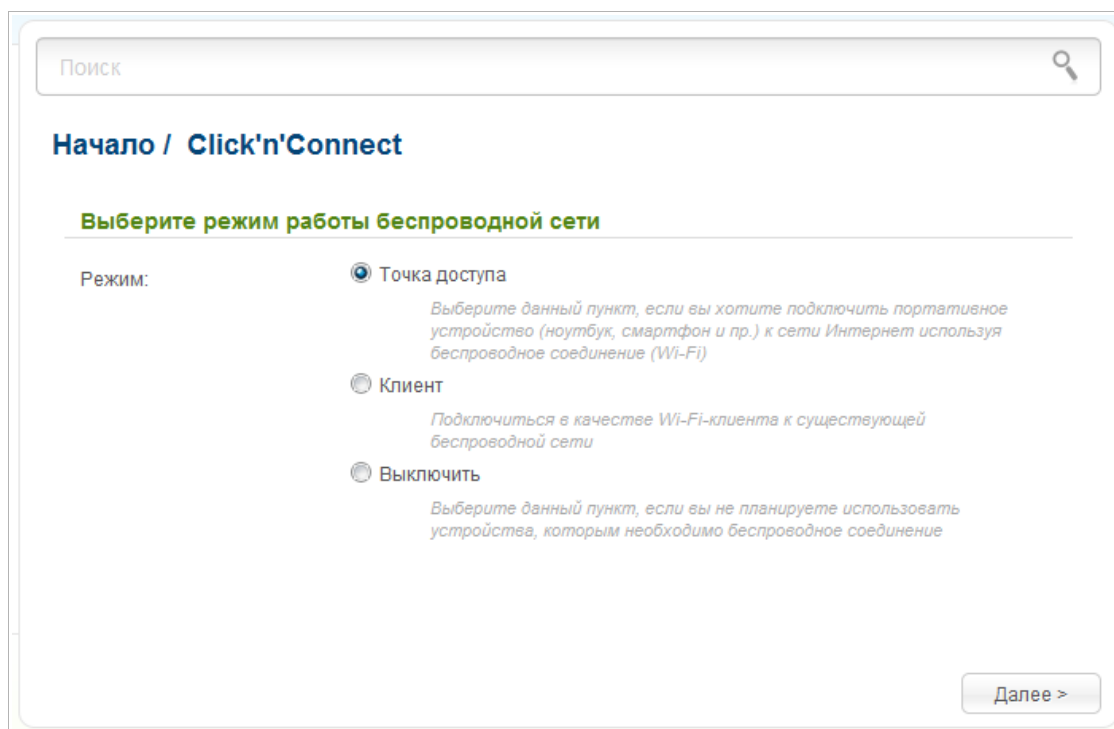 Поиск
Начало / Click'n'Connect
Выберите режим работы беспроводной сети
Режим:
Точка доступа
Выберите данный пункт, если вы хотите подключить портативное
устройство (ноутбук, смартфон и пр.) к сети Интернет используя
беспроводное соединение (Wi-Fi)
Клиент
Подключиться в качестве Wi-Fi-клиента к существующей
беспроводной сети
Выключить
Выберите данный пункт, если вы не планируете использовать
устройства, которым необходимо беспроводное соединение
Далее >